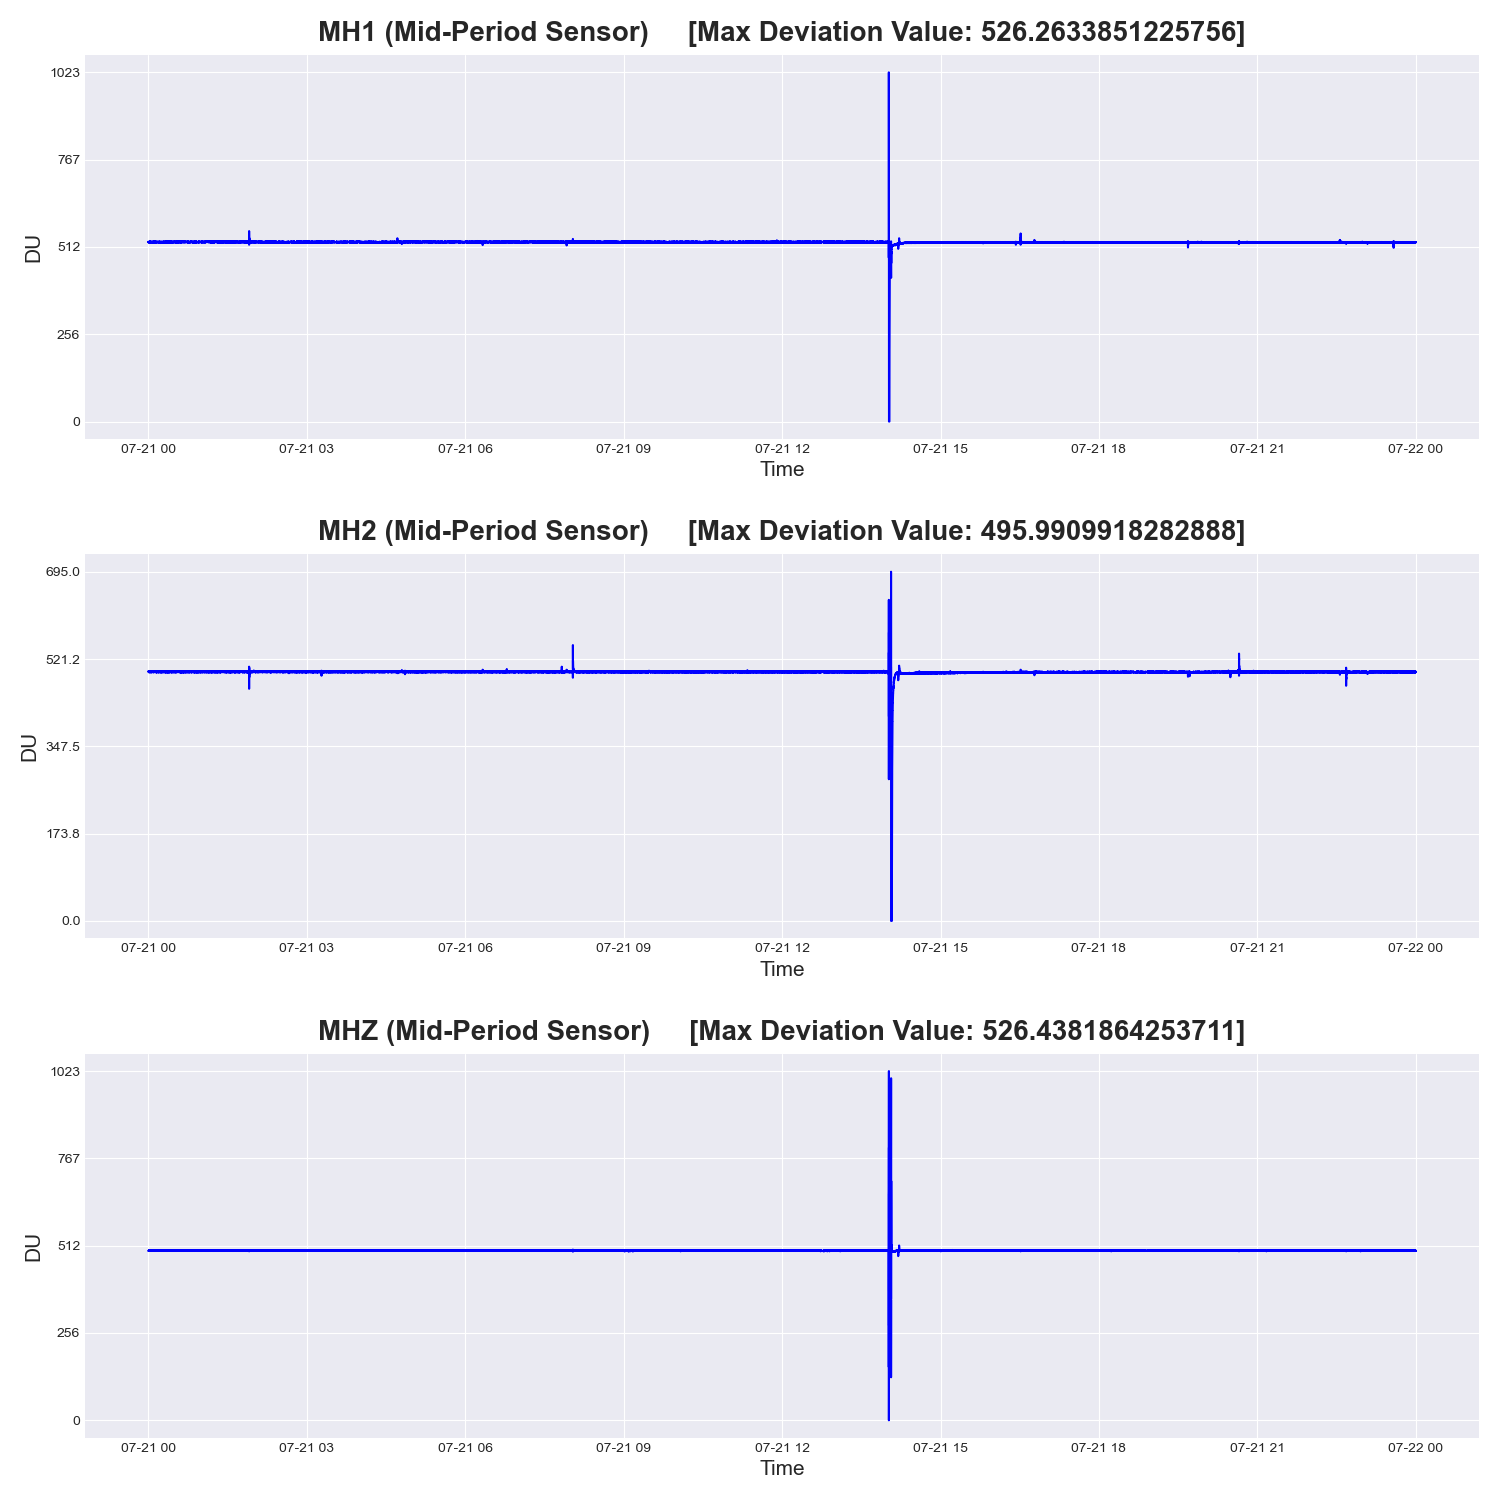 MH1 (Mid-Period Sensor) [Max Deviation Value: 526.2633851225756]
1023
767
512
256
0
DU
07-21 00 07-21 03 07-21 06 07-21 09 07-21 12 07-21 15 07-21 18 07-21 21 07-22 00
Time
MH2 (Mid-Period Sensor) [Max Deviation Value: 495.9909918282888]
695.0
521.2
347.5
173.8
0.0
DU
07-21 00 07-21 03 07-21 06 07-21 09 07-21 12 07-21 15 07-21 18 07-21 21 07-22 00
Time
MHZ (Mid-Period Sensor) [Max Deviation Value: 526.4381864253711]
1023
767
512
256
0
DU
07-21 00 07-21 03 07-21 06 07-21 09 07-21 12 07-21 15 07-21 18 07-21 21 07-22 00
Time